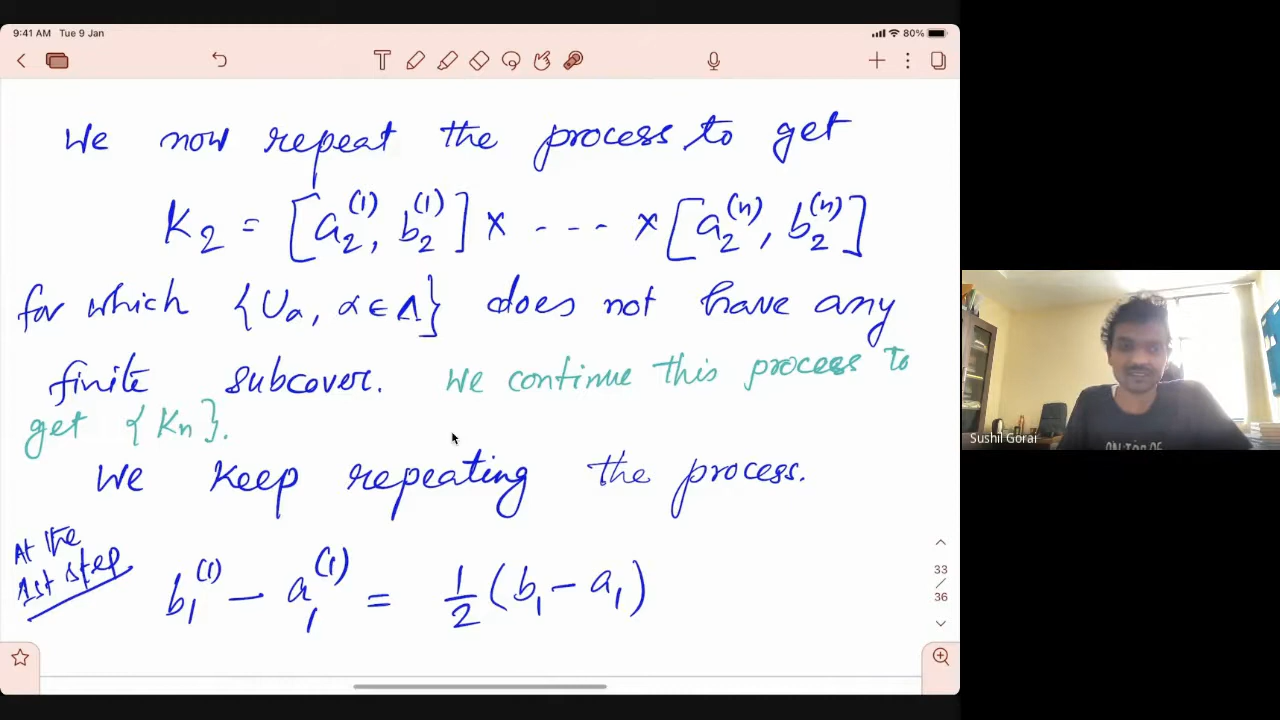 9:41 AM Tue 9 Jan
80%
We now repeat the process to get
K₂ = [a₂⁽¹⁾, b₂⁽¹⁾] × - - - × [a₂⁽ⁿ⁾, b₂⁽ⁿ⁾]
for which {Uα, α ∈ Λ} does not have any
finite subcover. We continue this process to
get {Kn}.
We keep repeating the process.
At the
1st step
b₁⁽¹⁾ - a₁⁽¹⁾ = 1/2 (b₁ - a₁)
33
/
36
Sushil Gorai